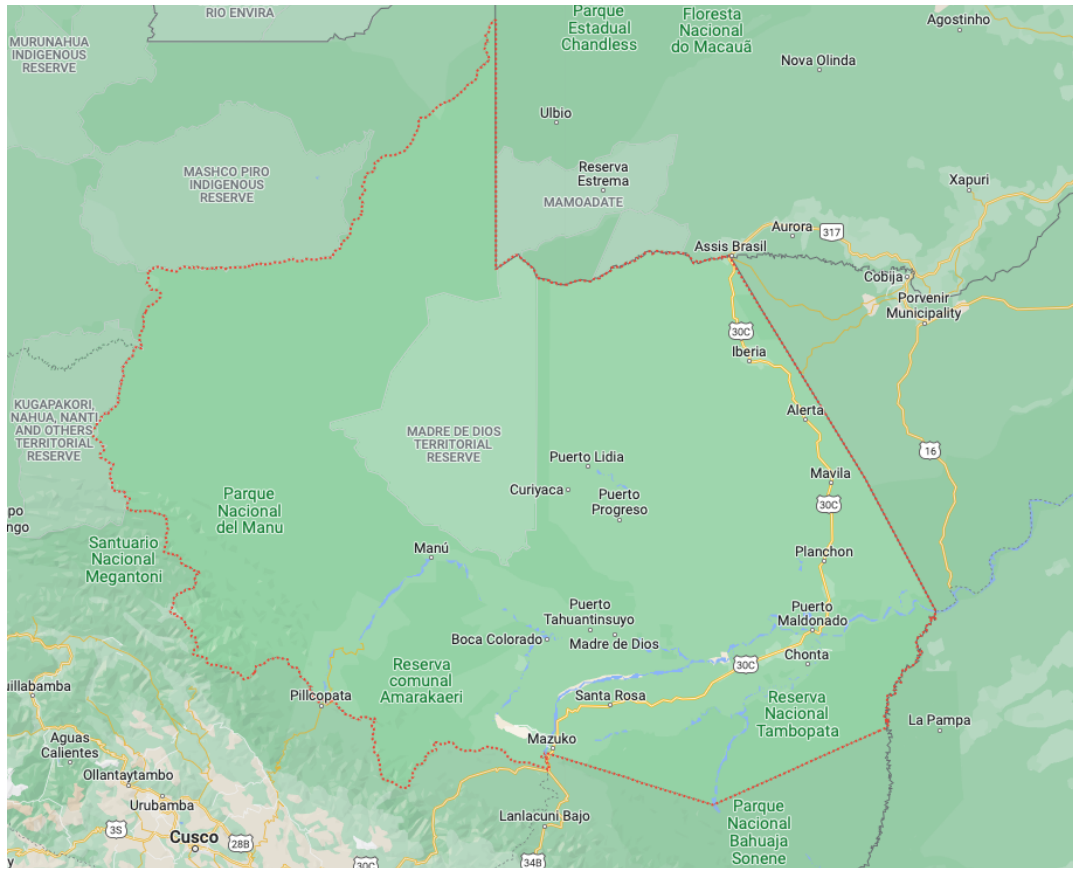 RIO ENVIRA
Parque
Estadual
Chandless
Floresta
Nacional
do Macauã
Agostinho
MURUNAHUA
INDIGENOUS
RESERVE
Nova Olinda
Ulbio
MASHCO PIRO
INDIGENOUS
RESERVE
Reserva
Estrema
MAMOADATE
Xapuri
Aurora
317
Assis Brasil
Cobija
Porvenir
Municipality
30C
Iberia
KUGAPAKORI,
NAHUA, NANTI
AND OTHERS
TERRITORIAL
RESERVE
MADRE DE DIOS
TERRITORIAL
RESERVE
Alerta
16
Puerto Lidia
Curiyaca
Puerto
Progreso
Mavila
30C
Parque
Nacional
del Manu
po
ngo
Santuario
Nacional
Megantoni
Manú
Planchon
Puerto
Tahuantinsuyo
Puerto
Maldonado
Boca Colorado
Madre de Dios
Chonta
30C
Reserva
comunal
Amarakaeri
uillabamba
Pillcopata
Santa Rosa
Reserva
Nacional
Tambopata
La Pampa
Aguas
Calientes
Mazuko
Ollantaytambo
Urubamba
Lanlacuni Bajo
Parque
Nacional
Bahuaja
Sonene
3S
Cusco
28B
30C
34B
y